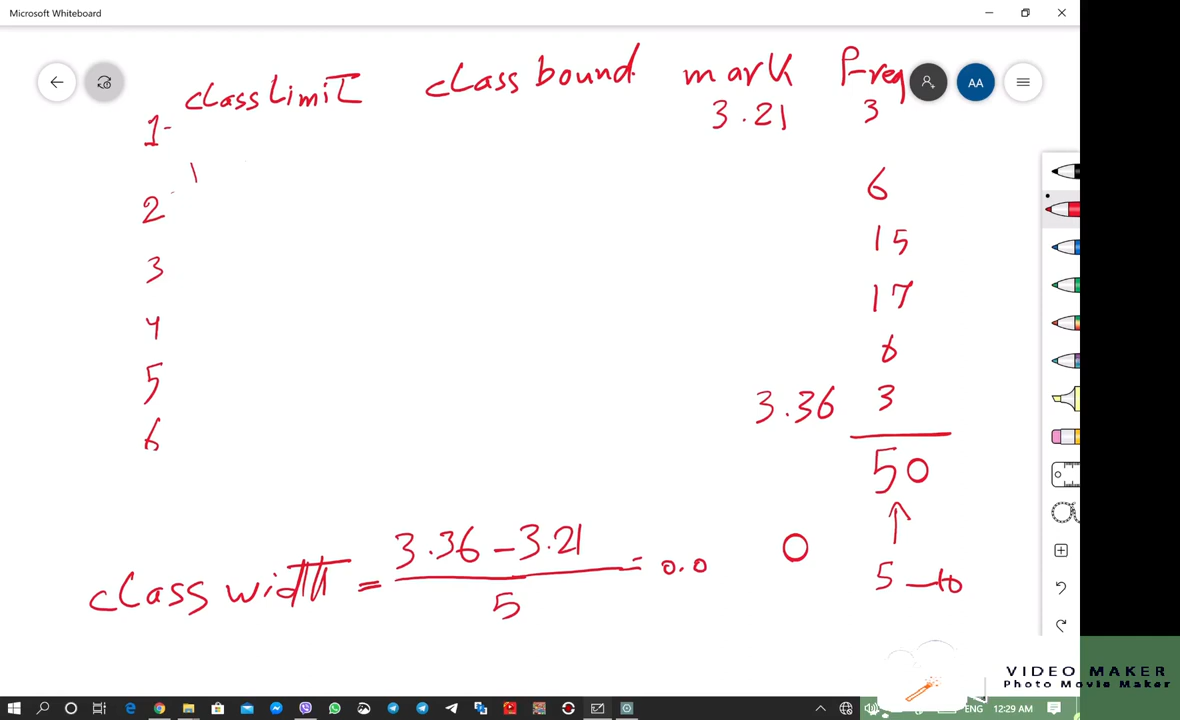 Microsoft Whiteboard
class Limit class bound mark Freq
AA
1- 3.21 3
2 6
3 15
4 17
5 6
6 3.36 3
50
3.36 - 3.21
class width = = 0.0 0
5
5 - 10
VIDEO MAKER
Photo Movie Maker
ENG 12:29 AM